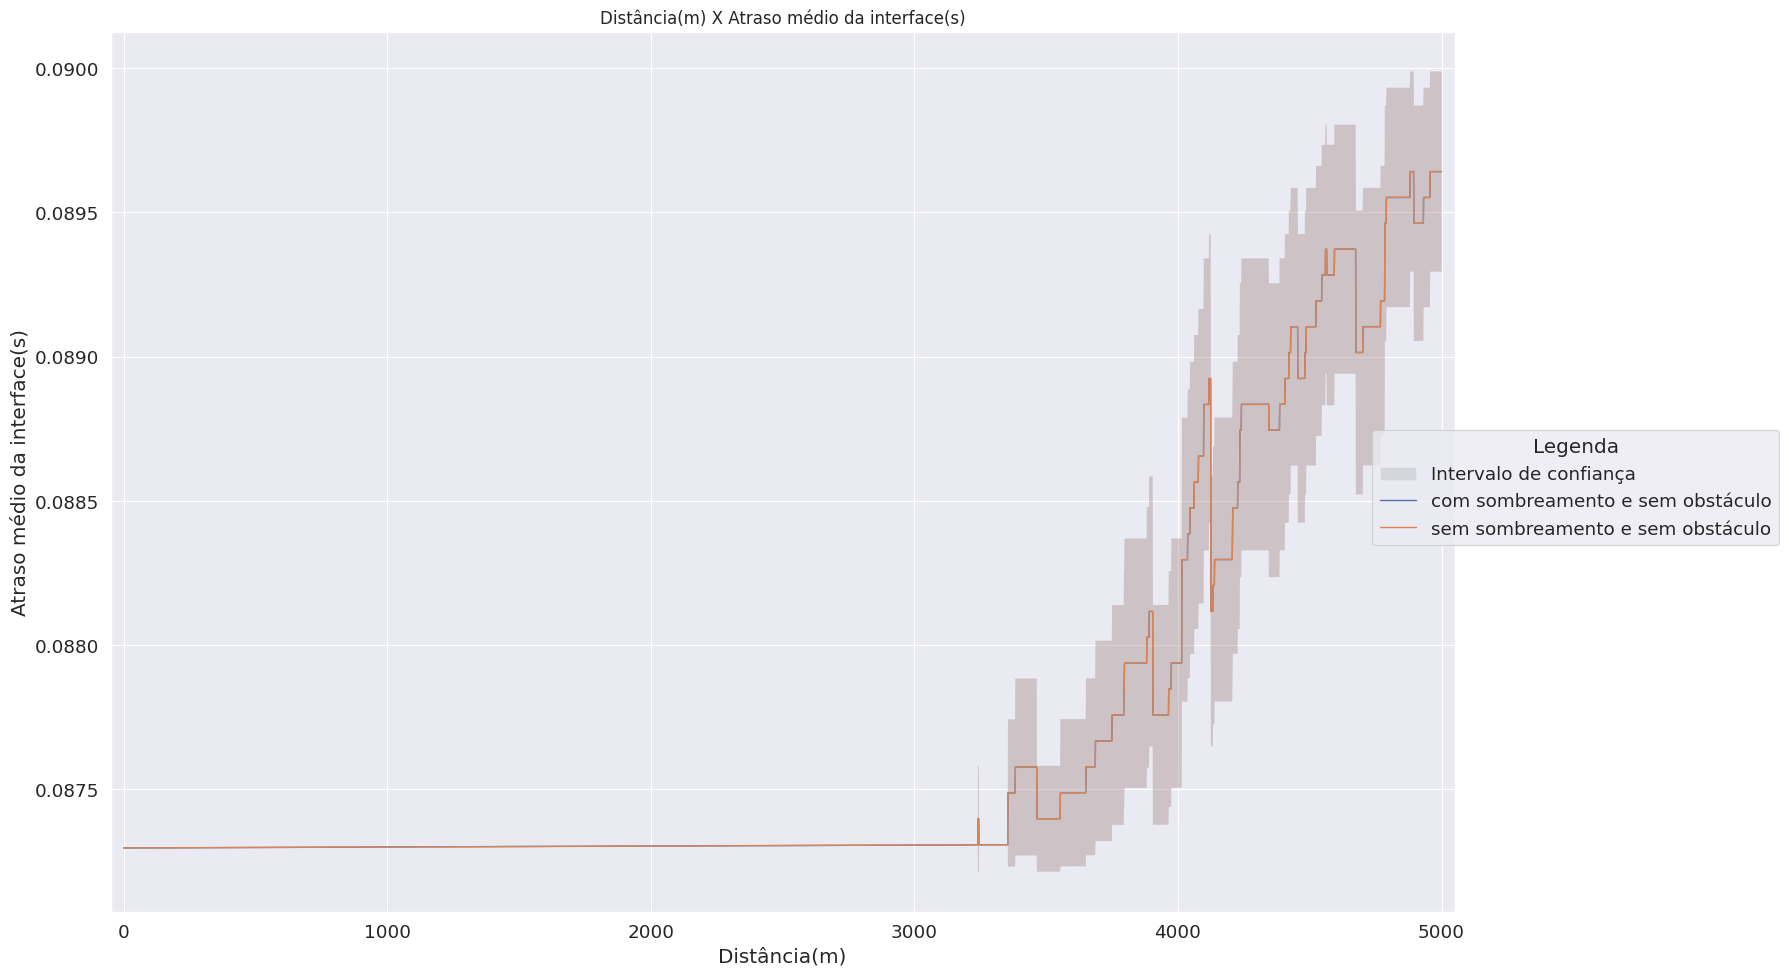 Distância(m) X Atraso médio da interface(s)
0.0900
0.0895
0.0890
0.0885
0.0880
0.0875
Atraso médio da interface(s)
0
1000
2000
3000
4000
5000
Distância(m)
Legenda
Intervalo de confiança
com sombreamento e sem obstáculo
sem sombreamento e sem obstáculo